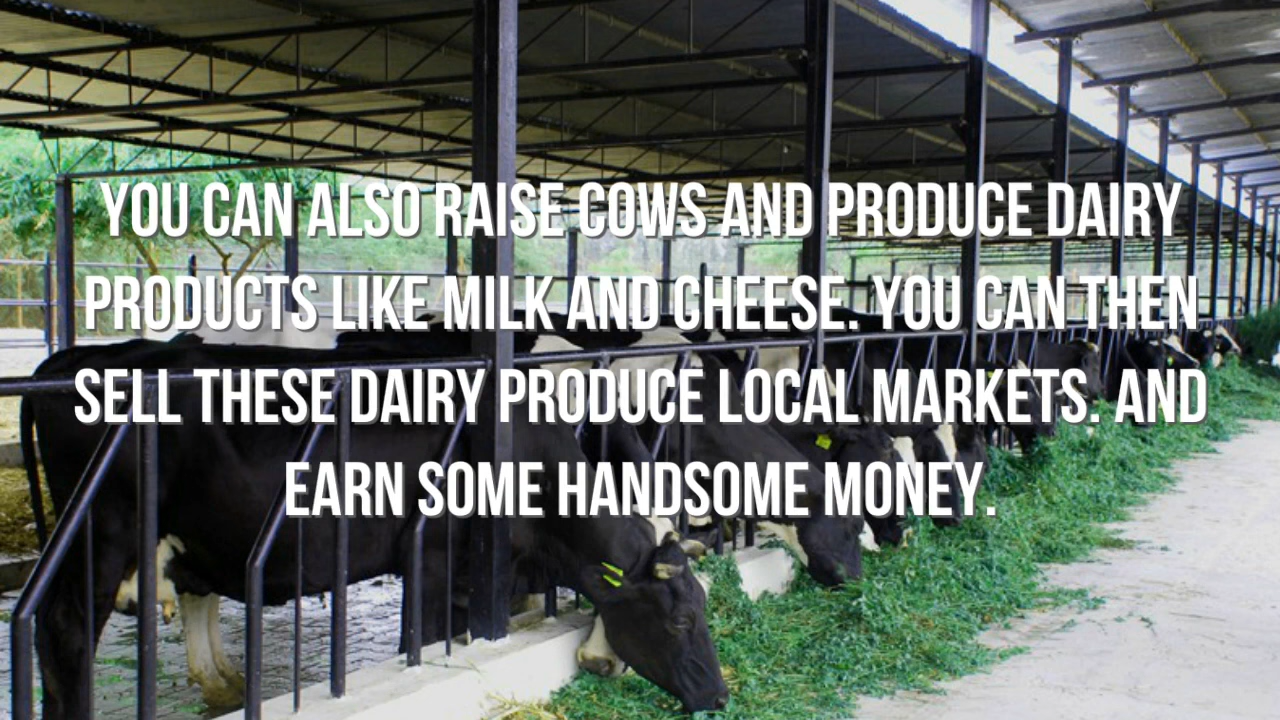 YOU CAN ALSO RAISE COWS AND PRODUCE DAIRY
PRODUCTS LIKE MILK AND CHEESE. YOU CAN THEN
SELL THESE DAIRY PRODUCE LOCAL MARKETS. AND
EARN SOME HANDSOME MONEY.